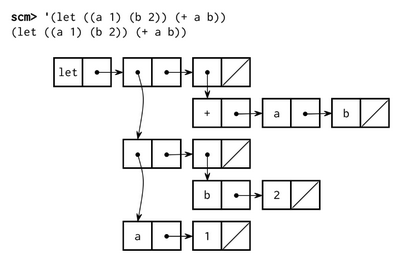 scm> '(let ((a 1) (b 2)) (+ a b))
(let ((a 1) (b 2)) (+ a b))
let
+ a b
b 2
a 1